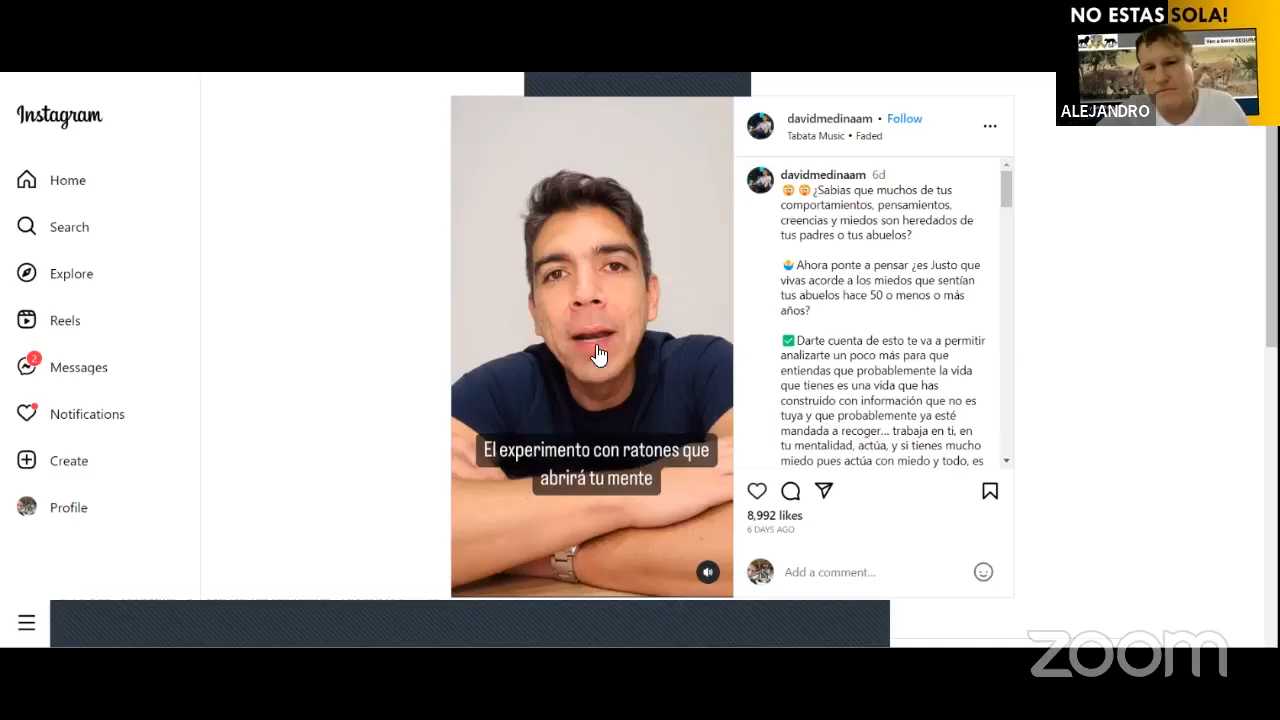 NO ESTAS SOLA!
Ven a tierra SEGURA
ALEJANDRO
Instagram
Home
Search
Explore
Reels
2
Messages
Notifications
Create
Profile
El experimento con ratones que
abrirá tu mente
davidmedinaam • Follow
Tabata Music • Faded
davidmedinaam 6d
¿Sabias que muchos de tus
comportamientos, pensamientos,
creencias y miedos son heredados de
tus padres o tus abuelos?
Ahora ponte a pensar ¿es Justo que
vivas acorde a los miedos que sentían
tus abuelos hace 50 o menos o más
años?
Darte cuenta de esto te va a permitir
analizarte un poco más para que
entiendas que probablemente la vida
que tienes es una vida que has
construido con información que no es
tuya y que probablemente ya esté
mandada a recoger... trabaja en ti, en
tu mentalidad, actúa, y si tienes mucho
miedo pues actúa con miedo y todo, es
8,992 likes
6 DAYS AGO
Add a comment...
zoom